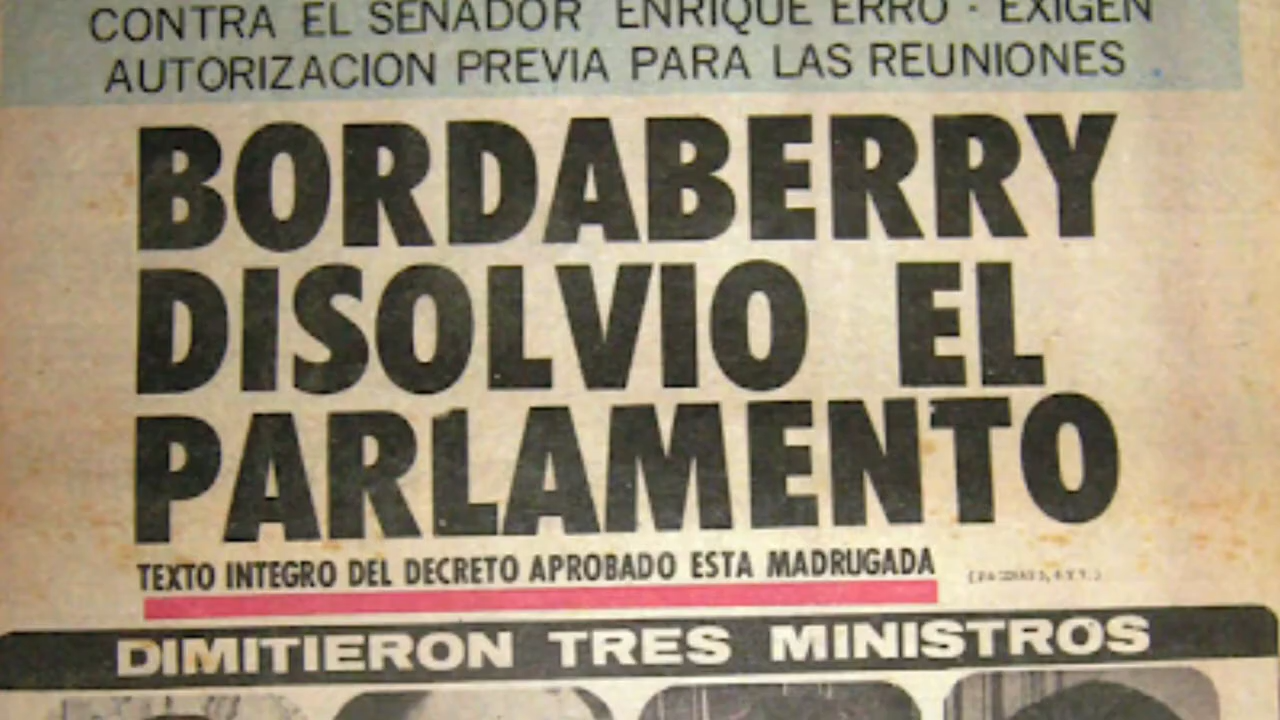 CONTRA EL SENADOR ENRIQUE ERRO - EXIGEN
AUTORIZACION PREVIA PARA LAS REUNIONES
BORDABERRY
DISOLVIO EL
PARLAMENTO
TEXTO INTEGRO DEL DECRETO APROBADO ESTA MADRUGADA
DIMITIERON TRES MINISTROS